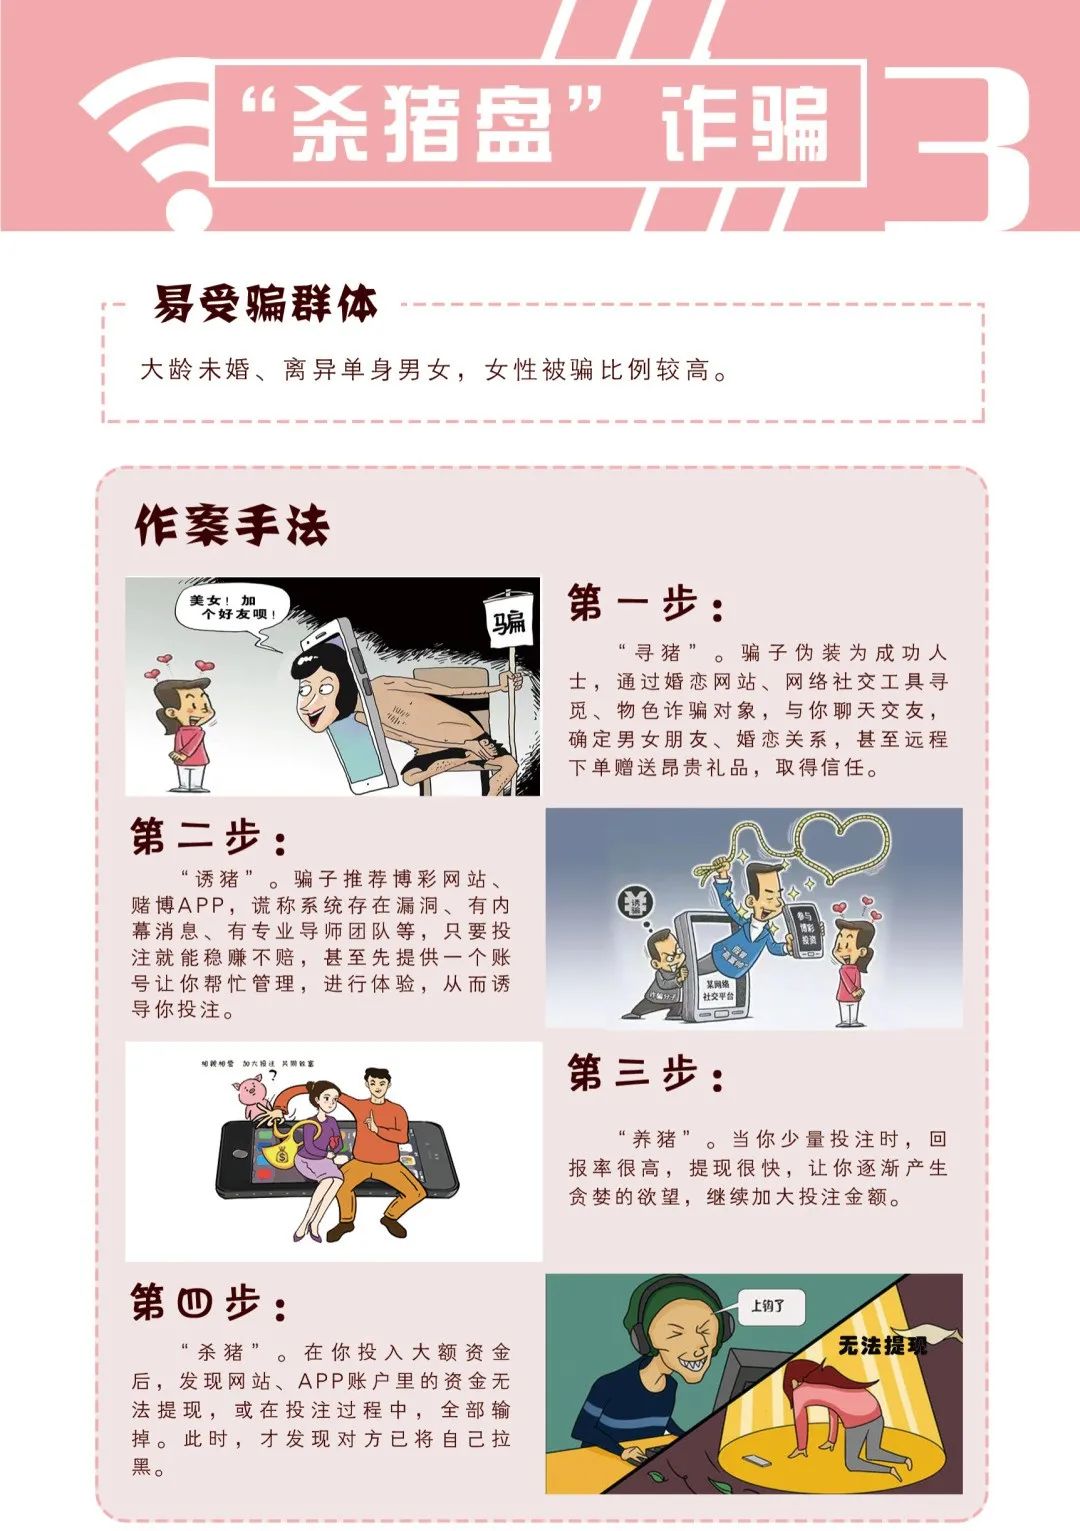 “杀猪盘”诈骗
3
易受骗群体
大龄未婚、离异单身男女，女性被骗比例较高。
作案手法
美女！加
个好友呗！
骗
第一步：
“寻猪”。骗子伪装为成功人
士，通过婚恋网站、网络社交工具寻
觅、物色诈骗对象，与你聊天交友，
确定男女朋友、婚恋关系，甚至远程
下单赠送昂贵礼品，取得信任。
第二步：
“诱猪”。骗子推荐博彩网站、
赌博APP，谎称系统存在漏洞、有内
幕消息、有专业导师团队等，只要投
注就能稳赚不赔，甚至先提供一个账
号让你帮忙管理，进行体验，从而诱
导你投注。
诱骗
参与
博彩
投资
假冒
“高富帅”
某网络
社交平台
诈骗分子
相亲相爱 加大投注 共同致富
?
$
第三步：
“养猪”。当你少量投注时，回
报率很高，提现很快，让你逐渐产生
贪婪的欲望，继续加大投注金额。
第四步：
“杀猪”。在你投入大额资金
后，发现网站、APP账户里的资金无
法提现，或在投注过程中，全部输
掉。此时，才发现对方已将自己拉
黑。
上钩了
无法提现